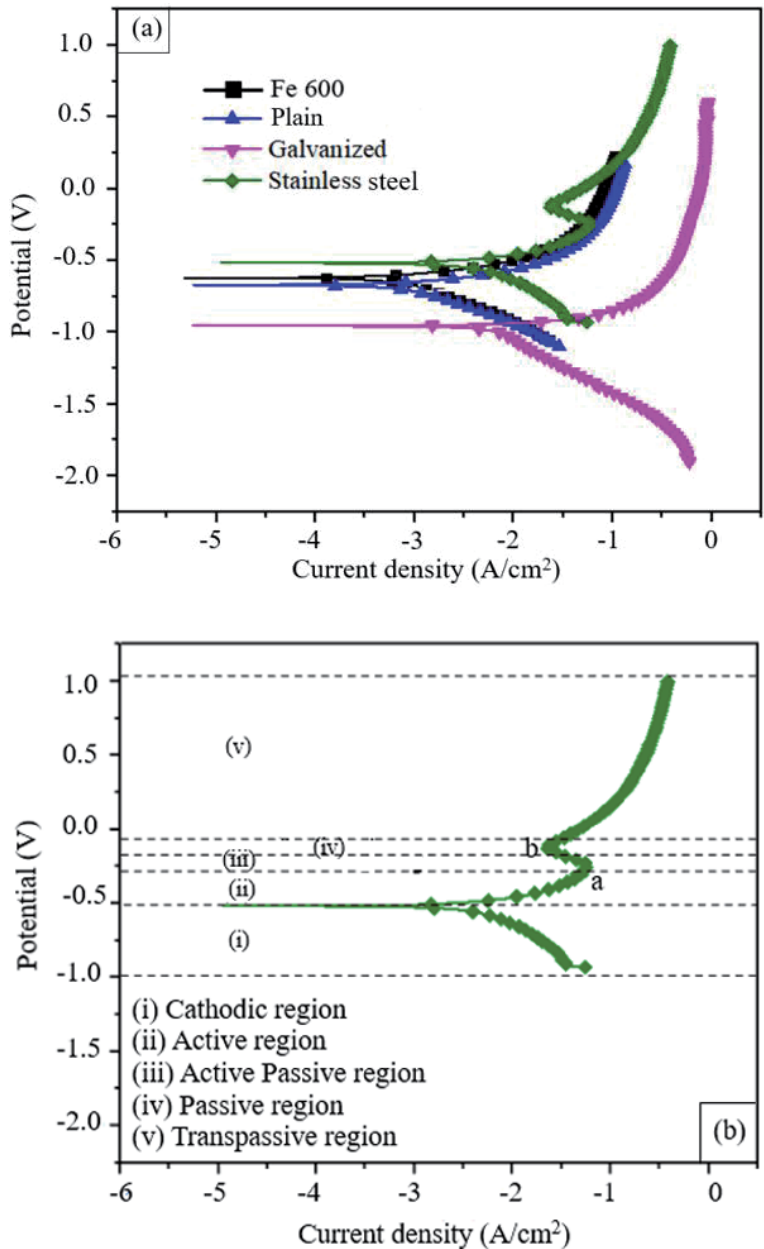 (a)
1.0
0.5
0.0
-0.5
-1.0
-1.5
-2.0
Potential (V)
Fe 600
Plain
Galvanized
Stainless steel
-6 -5 -4 -3 -2 -1 0
Current density (A/cm²)
1.0
0.5
0.0
-0.5
-1.0
-1.5
-2.0
Potential (V)
(v)
(iv)
b
(iii)
a
(ii)
(i)
(i) Cathodic region
(ii) Active region
(iii) Active Passive region
(iv) Passive region
(v) Transpassive region
(b)
-6 -5 -4 -3 -2 -1 0
Current density (A/cm²)